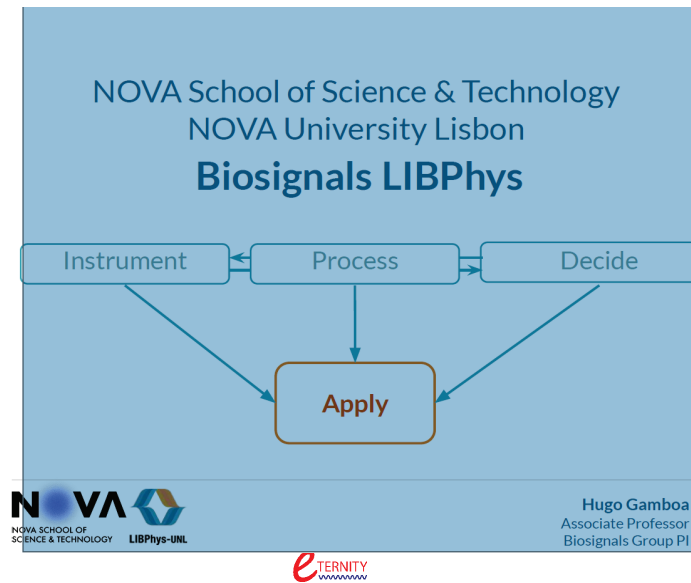 NOVA School of Science & Technology
NOVA University Lisbon
Biosignals LIBPhys
Instrument Process Decide
Apply
NOVA
NOVA SCHOOL OF
SCIENCE & TECHNOLOGY
LIBPhys-UNL
Hugo Gamboa
Associate Professor
Biosignals Group PI
eTERNITY